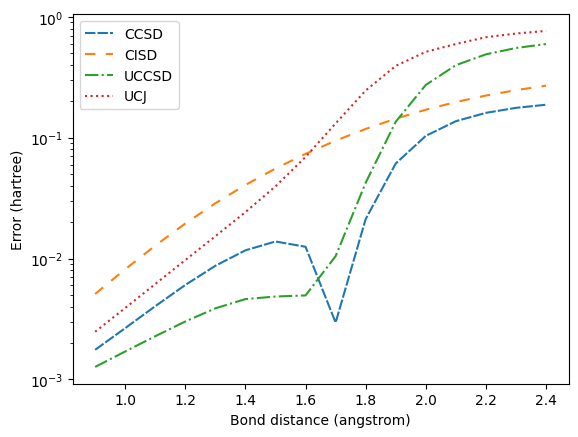 CCSD
CISD
UCCSD
UCJ
10⁰
10⁻¹
10⁻²
10⁻³
Error (hartree)
1.0 1.2 1.4 1.6 1.8 2.0 2.2 2.4
Bond distance (angstrom)